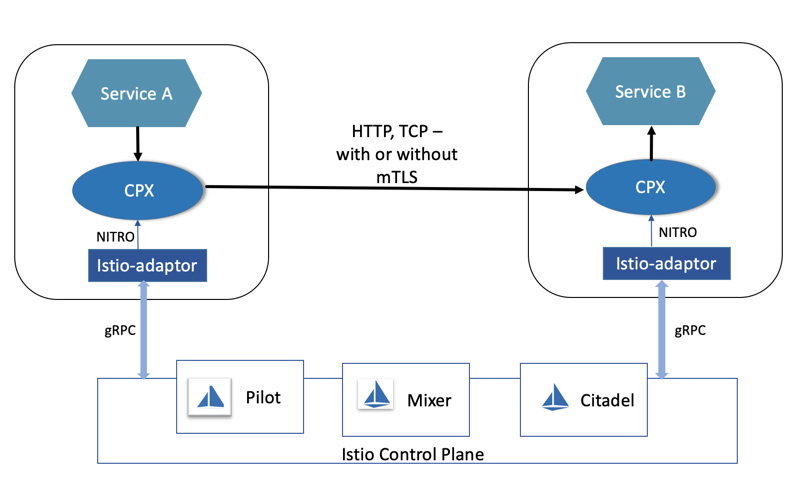 Service A
Service B
HTTP, TCP –
with or without
mTLS
CPX
CPX
NITRO
NITRO
Istio-adaptor
Istio-adaptor
gRPC
gRPC
Pilot
Mixer
Citadel
Istio Control Plane